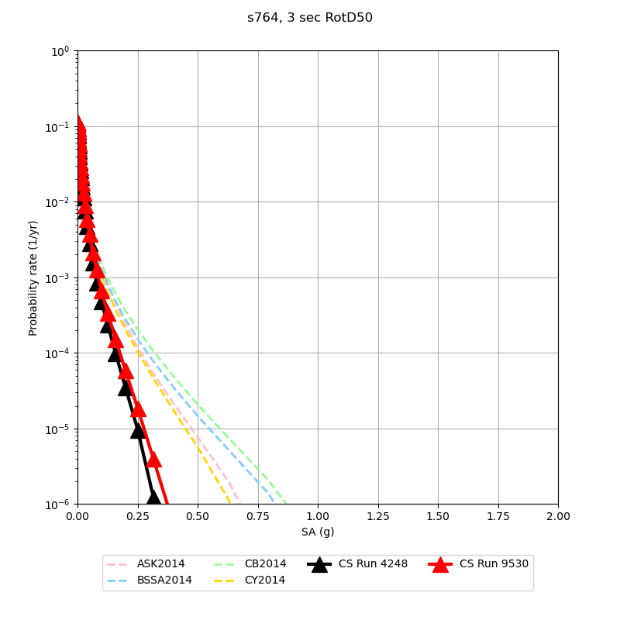 s764, 3 sec RotD50
10⁰
10⁻¹
10⁻²
10⁻³
10⁻⁴
10⁻⁵
10⁻⁶
Probability rate (1/yr)
0.00 0.25 0.50 0.75 1.00 1.25 1.50 1.75 2.00
SA (g)
ASK2014 CB2014 CS Run 4248 CS Run 9530
BSSA2014 CY2014